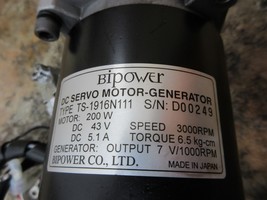 BIPOWER
DC SERVO MOTOR-GENERATOR
TYPE TS-1916N111 S/N: D00249
MOTOR: 200 W
DC 43 V SPEED 3000RPM
DC 5.1 A TORQUE 6.5 kg-cm
GENERATOR: OUTPUT 7 V/1000RPM
BIPOWER CO., LTD. MADE IN JAPAN